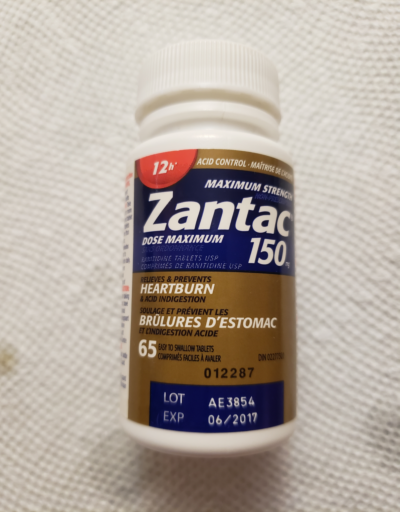 12h
ACID CONTROL - MAÎTRISE DE
MAXIMUM STRENGTH
Zantac
DOSE MAXIMUM
150
RANITIDINE TABLETS USP
COMPRIMÉS DE RANITIDINE USP
RELIEVES & PREVENTS
HEARTBURN
& ACID INDIGESTION
SOULAGE ET PRÉVIENT LES
BRÛLURES D'ESTOMAC
ET L'INDIGESTION ACIDE
65 EASY TO SWALLOW TABLETS
COMPRIMÉS FACILES À AVALER
DIN
012287
LOT AE3854
EXP 06/2017